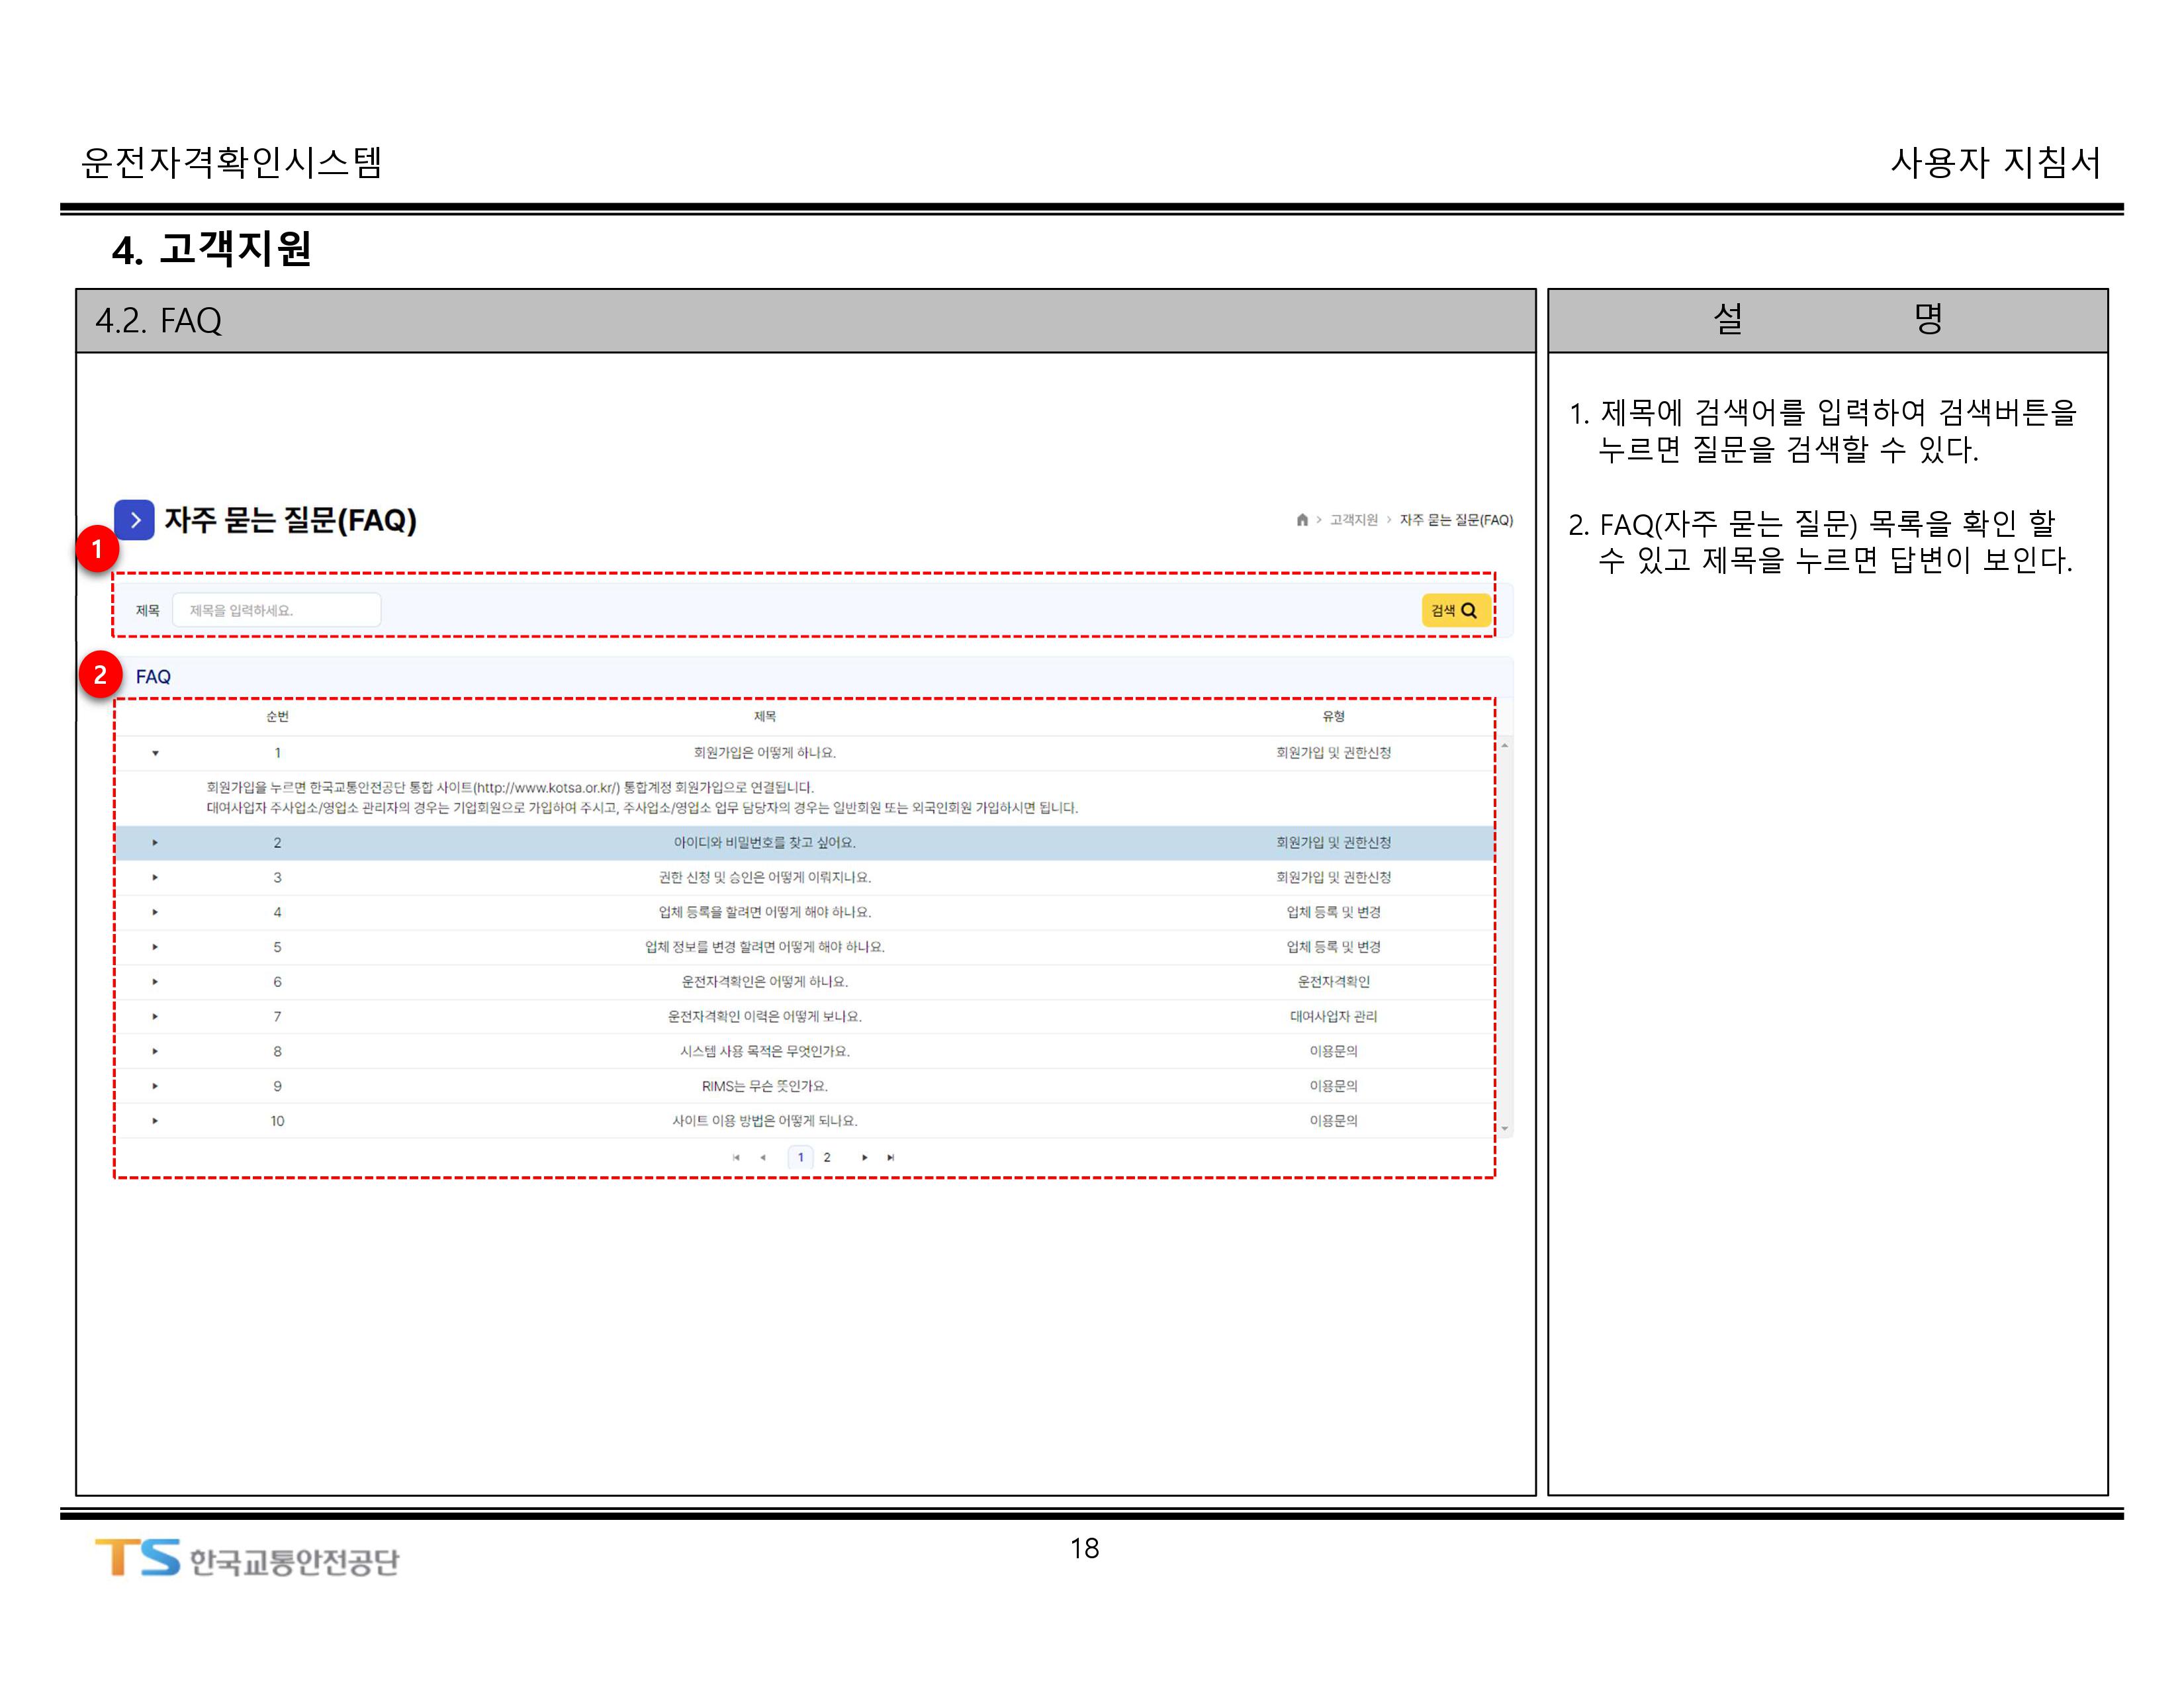 운전자격확인시스템
사용자 지침서
4. 고객지원
4.2. FAQ
설 명
1. 제목에 검색어를 입력하여 검색버튼을
누르면 질문을 검색할 수 있다.
2. FAQ(자주 묻는 질문) 목록을 확인 할
수 있고 제목을 누르면 답변이 보인다.
자주 묻는 질문(FAQ)
고객지원 > 자주 묻는 질문(FAQ)
1
제목 제목을 입력하세요. 검색
2
FAQ
순번 제목 유형
1 회원가입은 어떻게 하나요. 회원가입 및 권한신청
회원가입을 누르면 한국교통안전공단 통합 사이트(http://www.kotsa.or.kr/) 통합계정 회원가입으로 연결됩니다.
대여사업자 주사업소/영업소 관리자의 경우는 기업회원으로 가입하여 주시고, 주사업소/영업소 업무 담당자의 경우는 일반회원 또는 외국인회원 가입하시면 됩니다.
2 아이디와 비밀번호를 찾고 싶어요. 회원가입 및 권한신청
3 권한 신청 및 승인은 어떻게 이뤄지나요. 회원가입 및 권한신청
4 업체 등록을 할려면 어떻게 해야 하나요. 업체 등록 및 변경
5 업체 정보를 변경 할려면 어떻게 해야 하나요. 업체 등록 및 변경
6 운전자격확인은 어떻게 하나요. 운전자격확인
7 운전자격확인 이력은 어떻게 보나요. 대여사업자 관리
8 시스템 사용 목적은 무엇인가요. 이용문의
9 RIMS는 무슨 뜻인가요. 이용문의
10 사이트 이용 방법은 어떻게 되나요. 이용문의
1 2
TS 한국교통안전공단
18